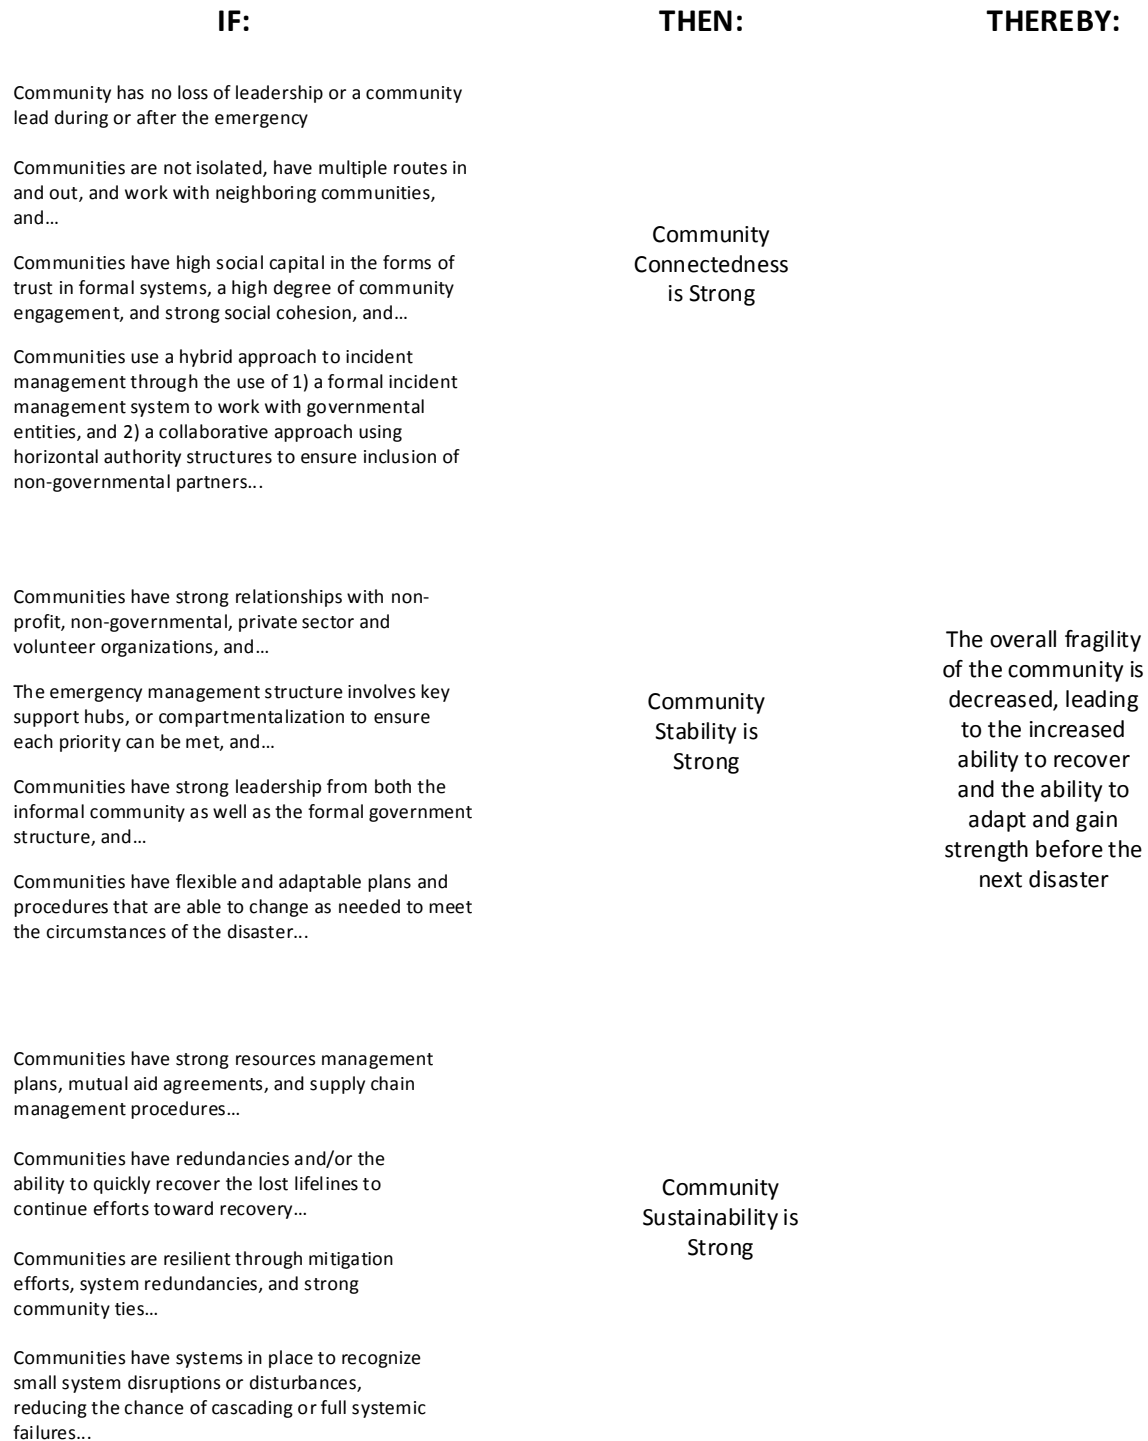 IF:
THEN:
THEREBY:
Community has no loss of leadership or a community
lead during or after the emergency
Communities are not isolated, have multiple routes in
and out, and work with neighboring communities,
and…
Communities have high social capital in the forms of
trust in formal systems, a high degree of community
engagement, and strong social cohesion, and…
Communities use a hybrid approach to incident
management through the use of 1) a formal incident
management system to work with governmental
entities, and 2) a collaborative approach using
horizontal authority structures to ensure inclusion of
non-governmental partners…
Community
Connectedness
is Strong
Communities have strong relationships with non-
profit, non-governmental, private sector and
volunteer organizations, and…
The emergency management structure involves key
support hubs, or compartmentalization to ensure
each priority can be met, and…
Communities have strong leadership from both the
informal community as well as the formal government
structure, and…
Communities have flexible and adaptable plans and
procedures that are able to change as needed to meet
the circumstances of the disaster…
Community
Stability is
Strong
The overall fragility
of the community is
decreased, leading
to the increased
ability to recover
and the ability to
adapt and gain
strength before the
next disaster
Communities have strong resources management
plans, mutual aid agreements, and supply chain
management procedures…
Communities have redundancies and/or the
ability to quickly recover the lost lifelines to
continue efforts toward recovery…
Communities are resilient through mitigation
efforts, system redundancies, and strong
community ties…
Communities have systems in place to recognize
small system disruptions or disturbances,
reducing the chance of cascading or full systemic
failures…
Community
Sustainability is
Strong